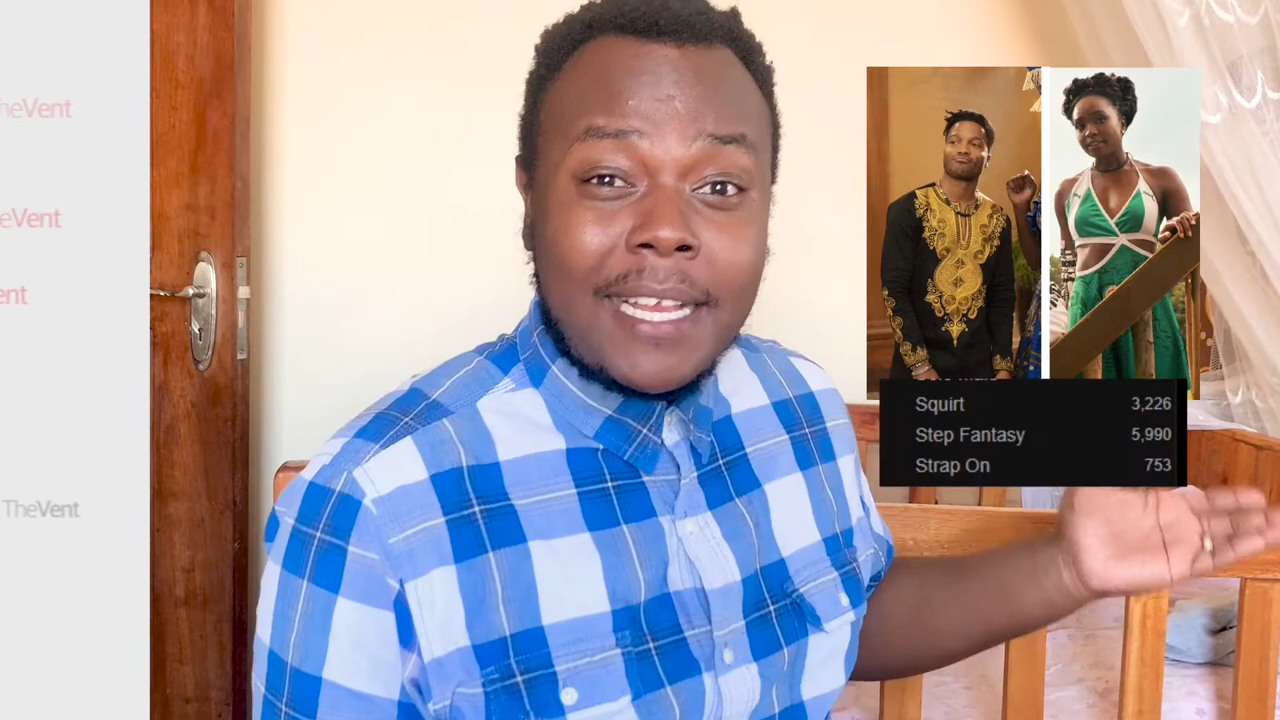 heVent
eVent
ent
TheVent
Squirt 3,226
Step Fantasy 5,990
Strap On 753